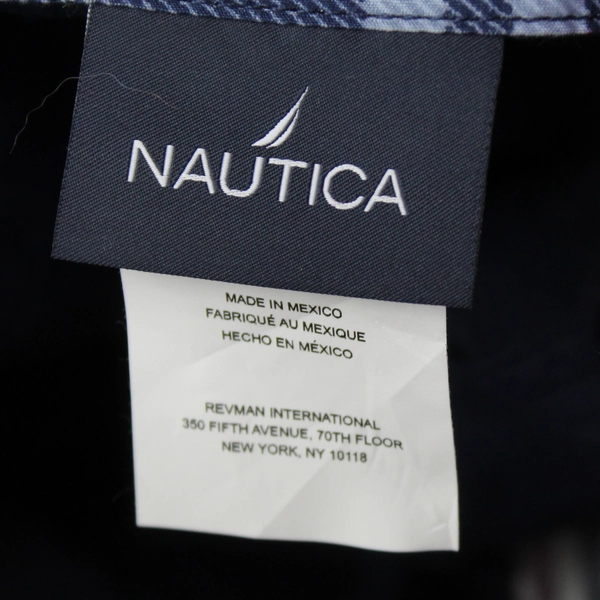 NAUTICA
MADE IN MEXICO
FABRIQUÉ AU MEXIQUE
HECHO EN MÉXICO
REVMAN INTERNATIONAL
350 FIFTH AVENUE, 70TH FLOOR
NEW YORK, NY 10118